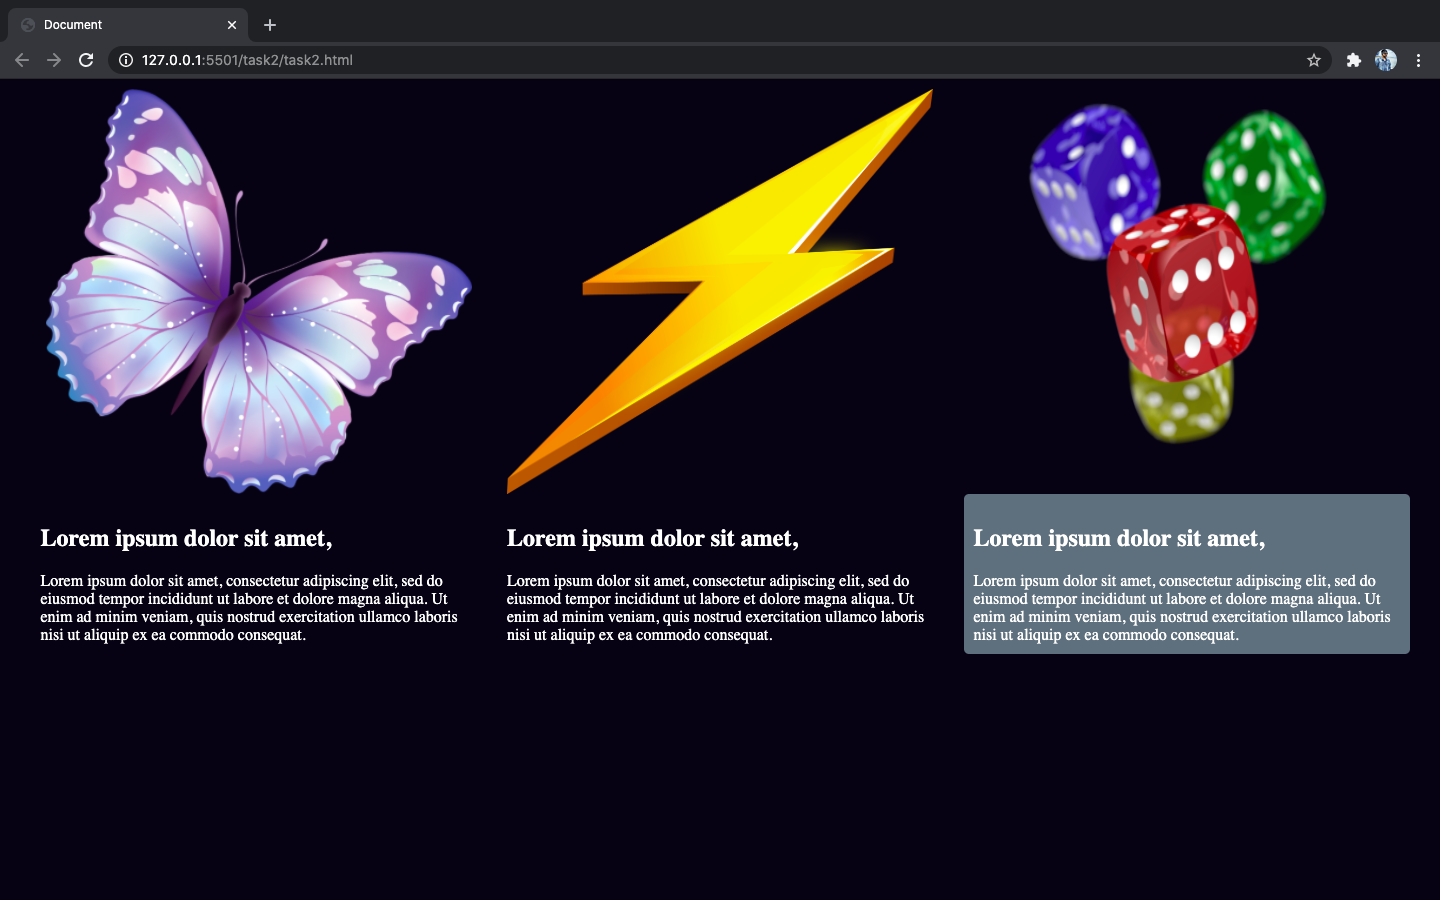 Document
127.0.0.1:5501/task2/task2.html
Lorem ipsum dolor sit amet,
Lorem ipsum dolor sit amet, consectetur adipiscing elit, sed do
eiusmod tempor incididunt ut labore et dolore magna aliqua. Ut
enim ad minim veniam, quis nostrud exercitation ullamco laboris
nisi ut aliquip ex ea commodo consequat.
Lorem ipsum dolor sit amet,
Lorem ipsum dolor sit amet, consectetur adipiscing elit, sed do
eiusmod tempor incididunt ut labore et dolore magna aliqua. Ut
enim ad minim veniam, quis nostrud exercitation ullamco laboris
nisi ut aliquip ex ea commodo consequat.
Lorem ipsum dolor sit amet,
Lorem ipsum dolor sit amet, consectetur adipiscing elit, sed do
eiusmod tempor incididunt ut labore et dolore magna aliqua. Ut
enim ad minim veniam, quis nostrud exercitation ullamco laboris
nisi ut aliquip ex ea commodo consequat.